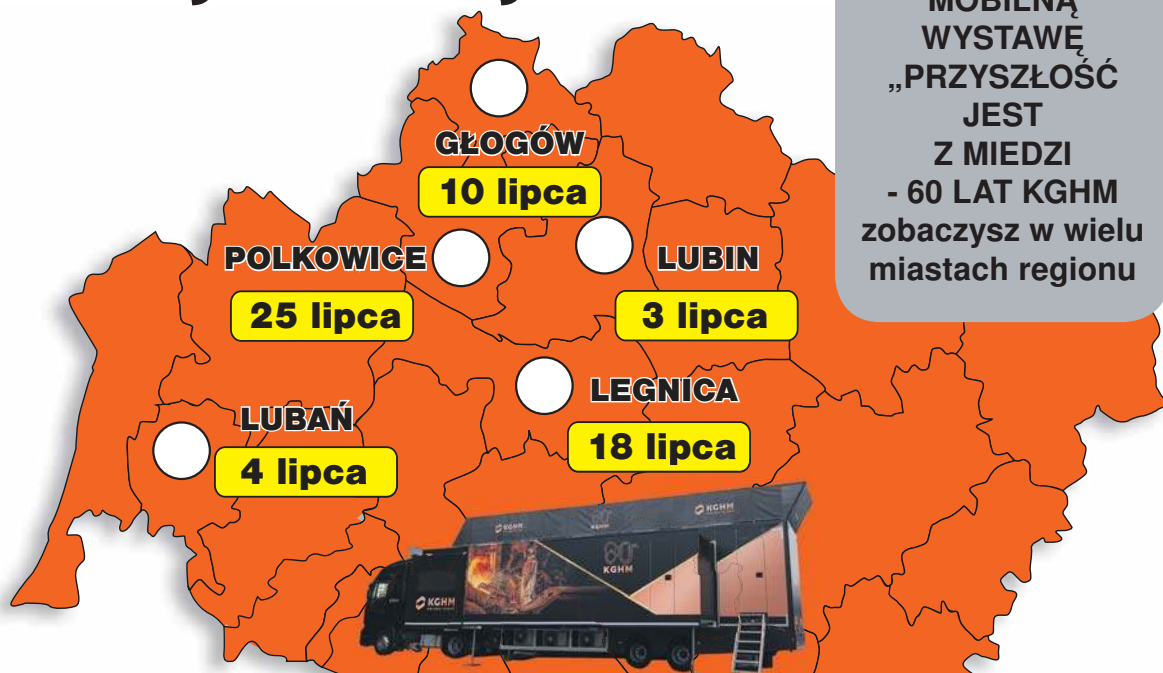 MOBILNĄ
WYSTAWĘ
„PRZYSZŁOŚĆ
JEST
Z MIEDZI
- 60 LAT KGHM
zobaczysz w wielu
miastach regionu
GŁOGÓW
10 lipca
POLKOWICE
25 lipca
LUBIN
3 lipca
LEGNICA
18 lipca
LUBAŃ
4 lipca
KGHM
KGHM
KGHM
60
KGHM
KGHM